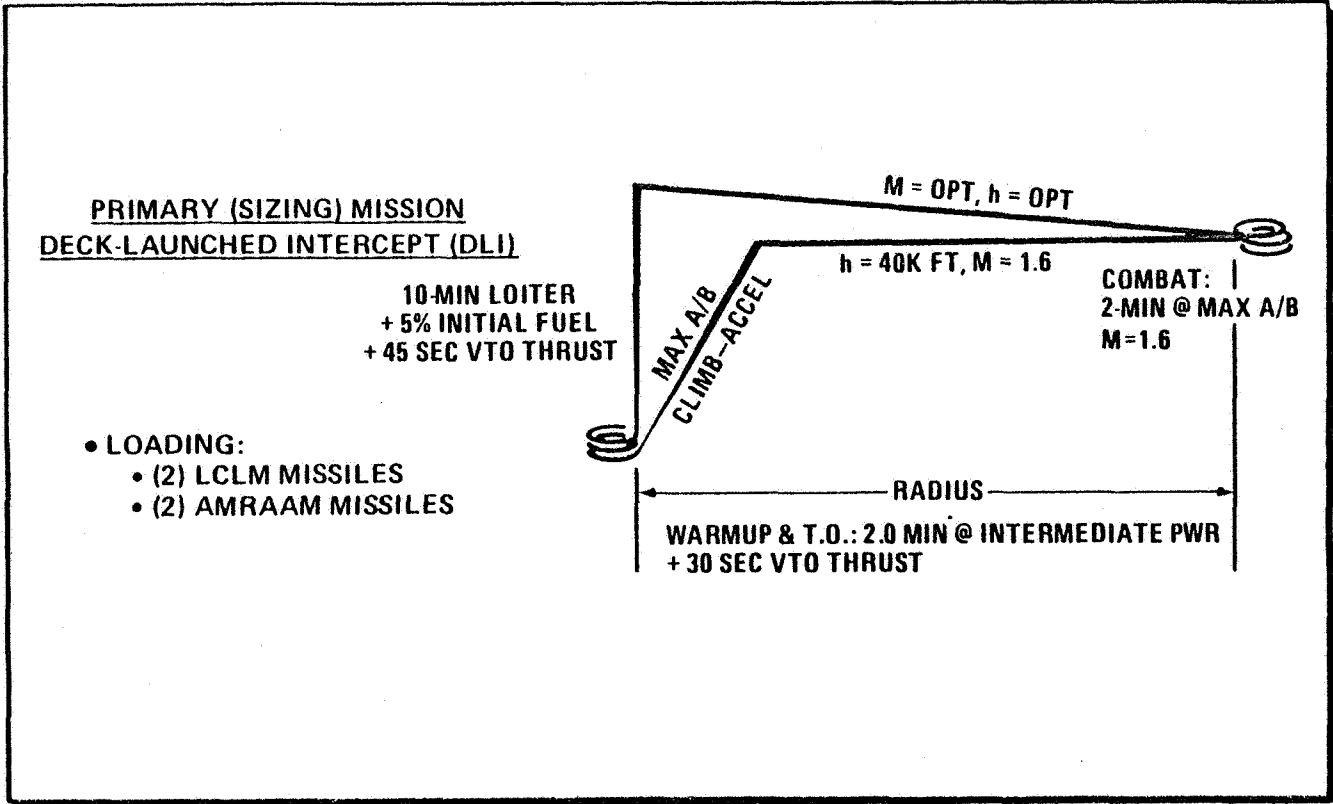 PRIMARY (SIZING) MISSION
DECK-LAUNCHED INTERCEPT (DLI)
10-MIN LOITER
+ 5% INITIAL FUEL
+ 45 SEC VTO THRUST
• LOADING:
• (2) LCLM MISSILES
• (2) AMRAAM MISSILES
M = OPT, h = OPT
h = 40K FT, M = 1.6
MAX A/B
CLIMB–ACCEL
COMBAT:
2-MIN @ MAX A/B
M=1.6
RADIUS
WARMUP & T.O.: 2.0 MIN @ INTERMEDIATE PWR
+ 30 SEC VTO THRUST